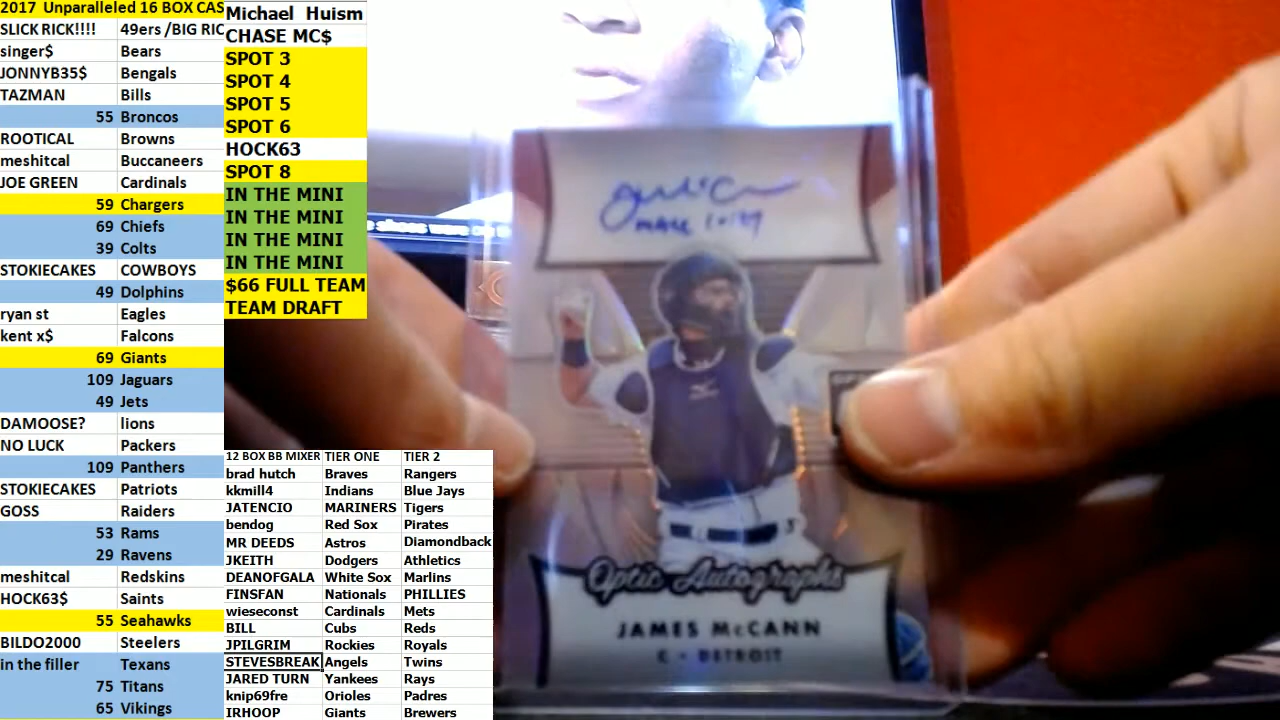 2017 Unparalleled 16 BOX CAS
SLICK RICK!!!! 49ers /BIG RIC
singer$ Bears
JONNYB35$ Bengals
TAZMAN Bills
55 Broncos
ROOTICAL Browns
meshitcal Buccaneers
JOE GREEN Cardinals
59 Chargers
69 Chiefs
39 Colts
STOKIECAKES COWBOYS
49 Dolphins
ryan st Eagles
kent x$ Falcons
69 Giants
109 Jaguars
49 Jets
DAMOOSE? lions
NO LUCK Packers
109 Panthers
STOKIECAKES Patriots
GOSS Raiders
53 Rams
29 Ravens
meshitcal Redskins
HOCK63$ Saints
55 Seahawks
BILDO2000 Steelers
in the filler Texans
75 Titans
65 Vikings
Michael Huism
CHASE MC$
SPOT 3
SPOT 4
SPOT 5
SPOT 6
HOCK63
SPOT 8
IN THE MINI
IN THE MINI
IN THE MINI
IN THE MINI
$66 FULL TEAM
TEAM DRAFT
12 BOX BB MIXER TIER ONE TIER 2
brad hutch Braves Rangers
kkmill4 Indians Blue Jays
JATENCIO MARINERS Tigers
bendog Red Sox Pirates
MR DEEDS Astros Diamondback
JKEITH Dodgers Athletics
DEANOFGALA White Sox Marlins
FINSFAN Nationals PHILLIES
wieseconst Cardinals Mets
BILL Cubs Reds
JPILGRIM Rockies Royals
STEVESBREAK Angels Twins
JARED TURN Yankees Rays
knip69fre Orioles Padres
IRHOOP Giants Brewers
e shoes were on
Optic Autographs
JAMES McCANN
C - DETROIT